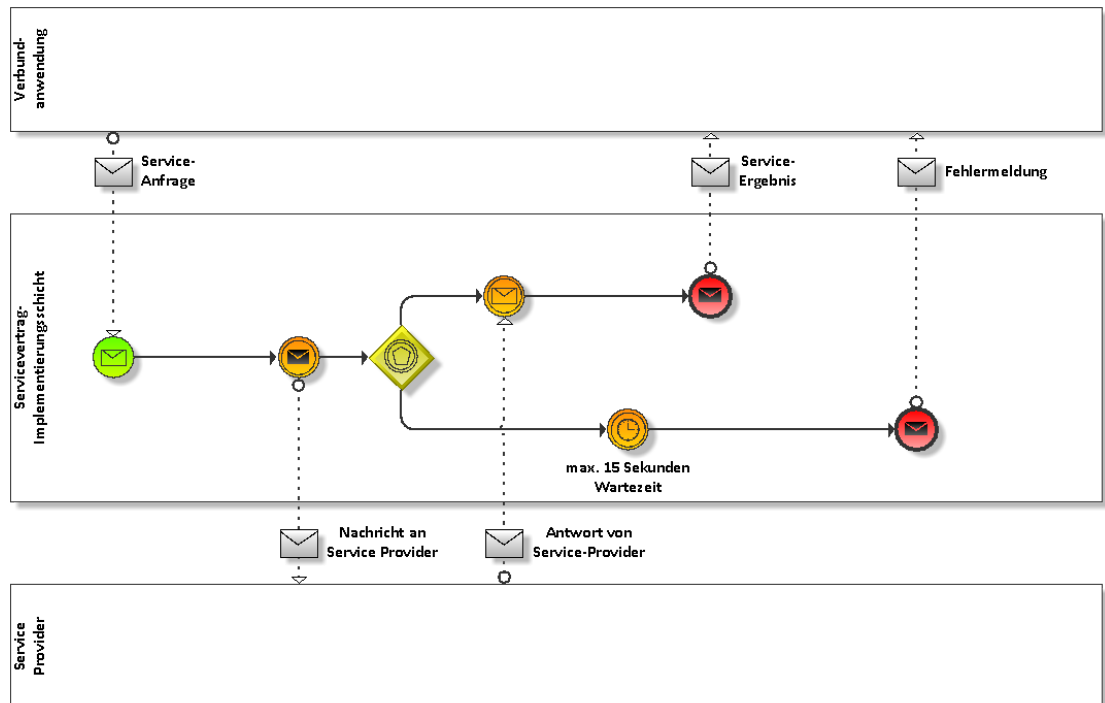 Verbund-
anwendung
Service-
Anfrage
Service-
Ergebnis
Fehlermeldung
Servicevertrag-
Implementierungsschicht
max. 15 Sekunden
Wartezeit
Nachricht an
Service Provider
Antwort von
Service-Provider
Service
Provider